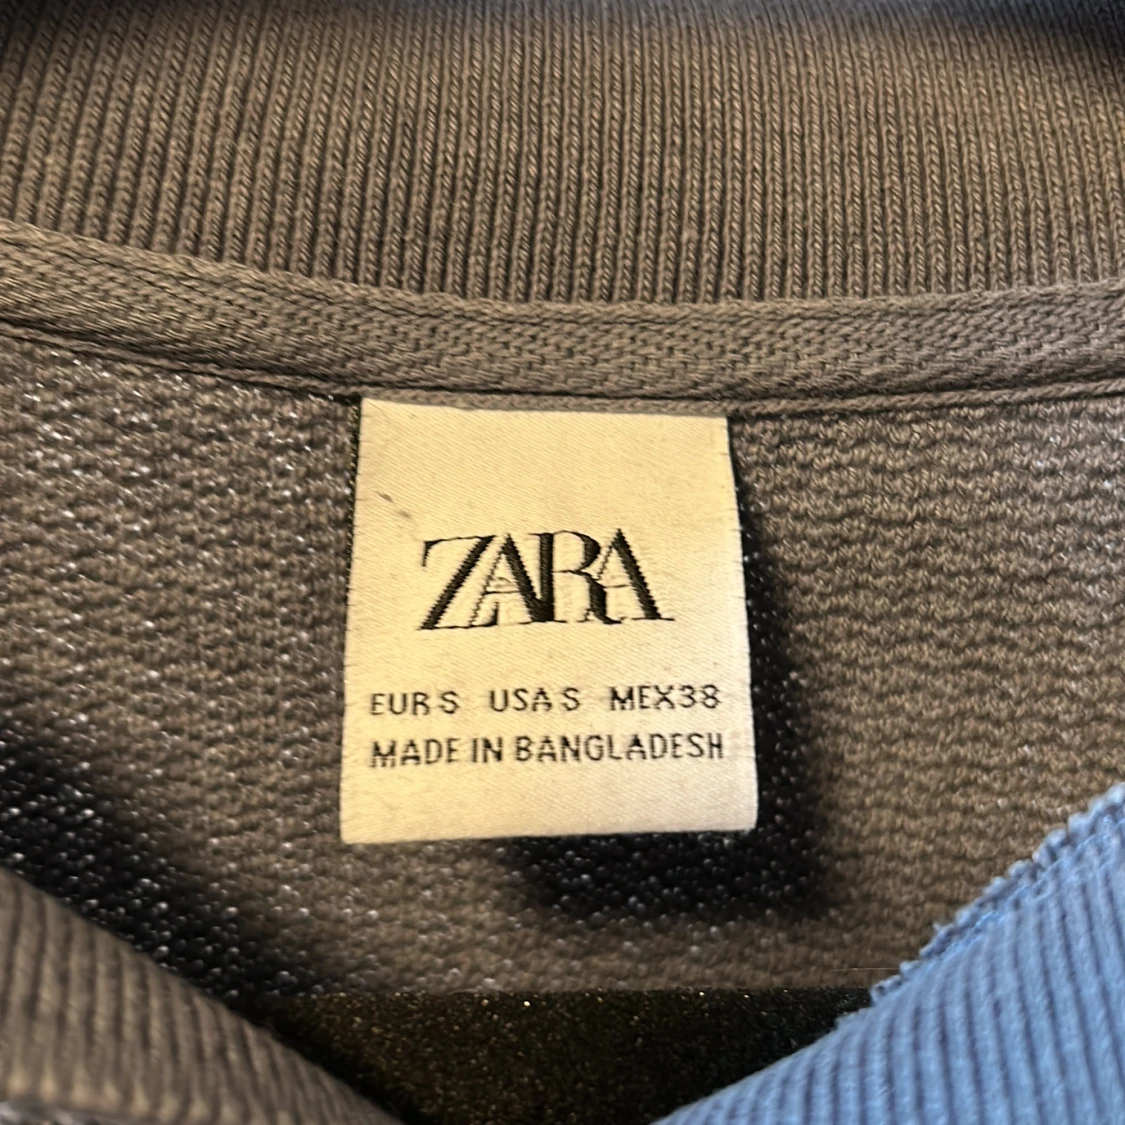 ZARA
EUR S USA S MEX 38
MADE IN BANGLADESH